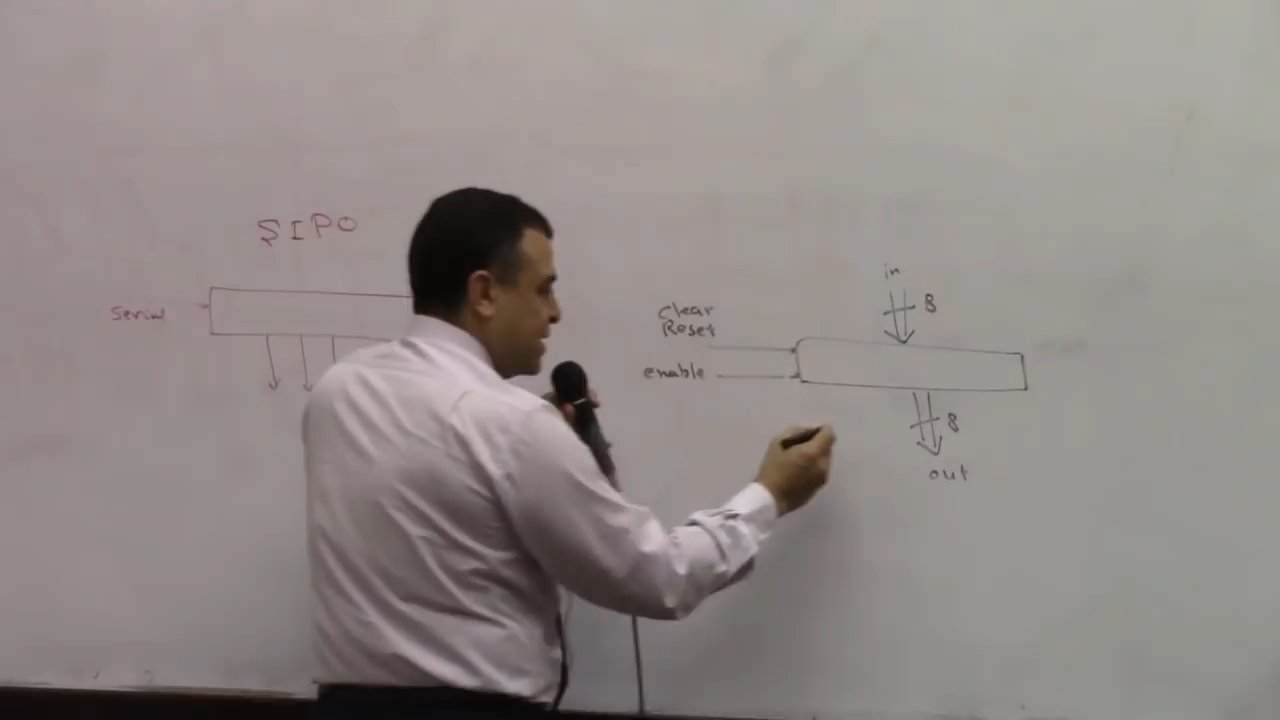 SIPO
Serial
in
8
Clear
Reset
enable
8
out